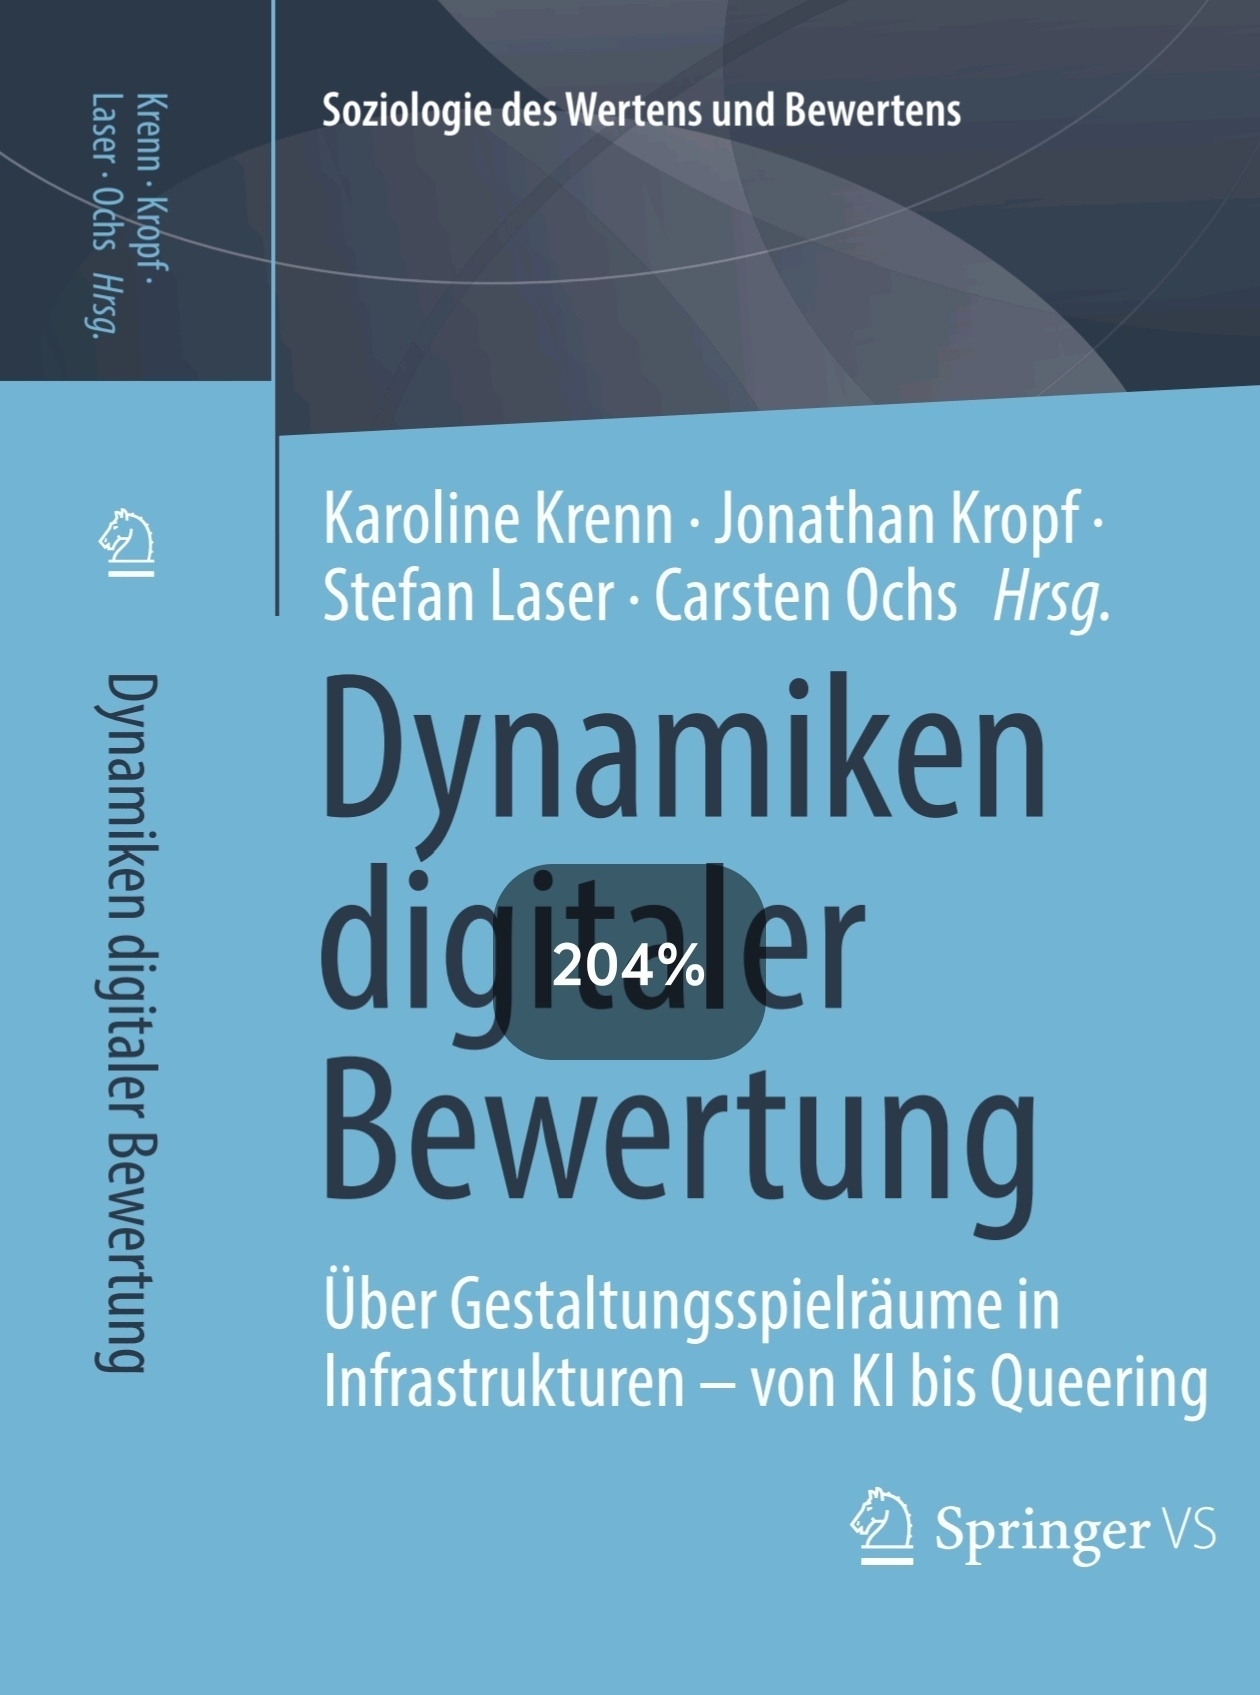 Krenn · Kropf ·
Laser · Ochs Hrsg.
Dynamiken digitaler Bewertung
Soziologie des Wertens und Bewertens
Karoline Krenn · Jonathan Kropf ·
Stefan Laser · Carsten Ochs Hrsg.
Dynamiken
digitaler
204%
Bewertung
Über Gestaltungsspielräume in
Infrastrukturen – von KI bis Queering
Springer VS